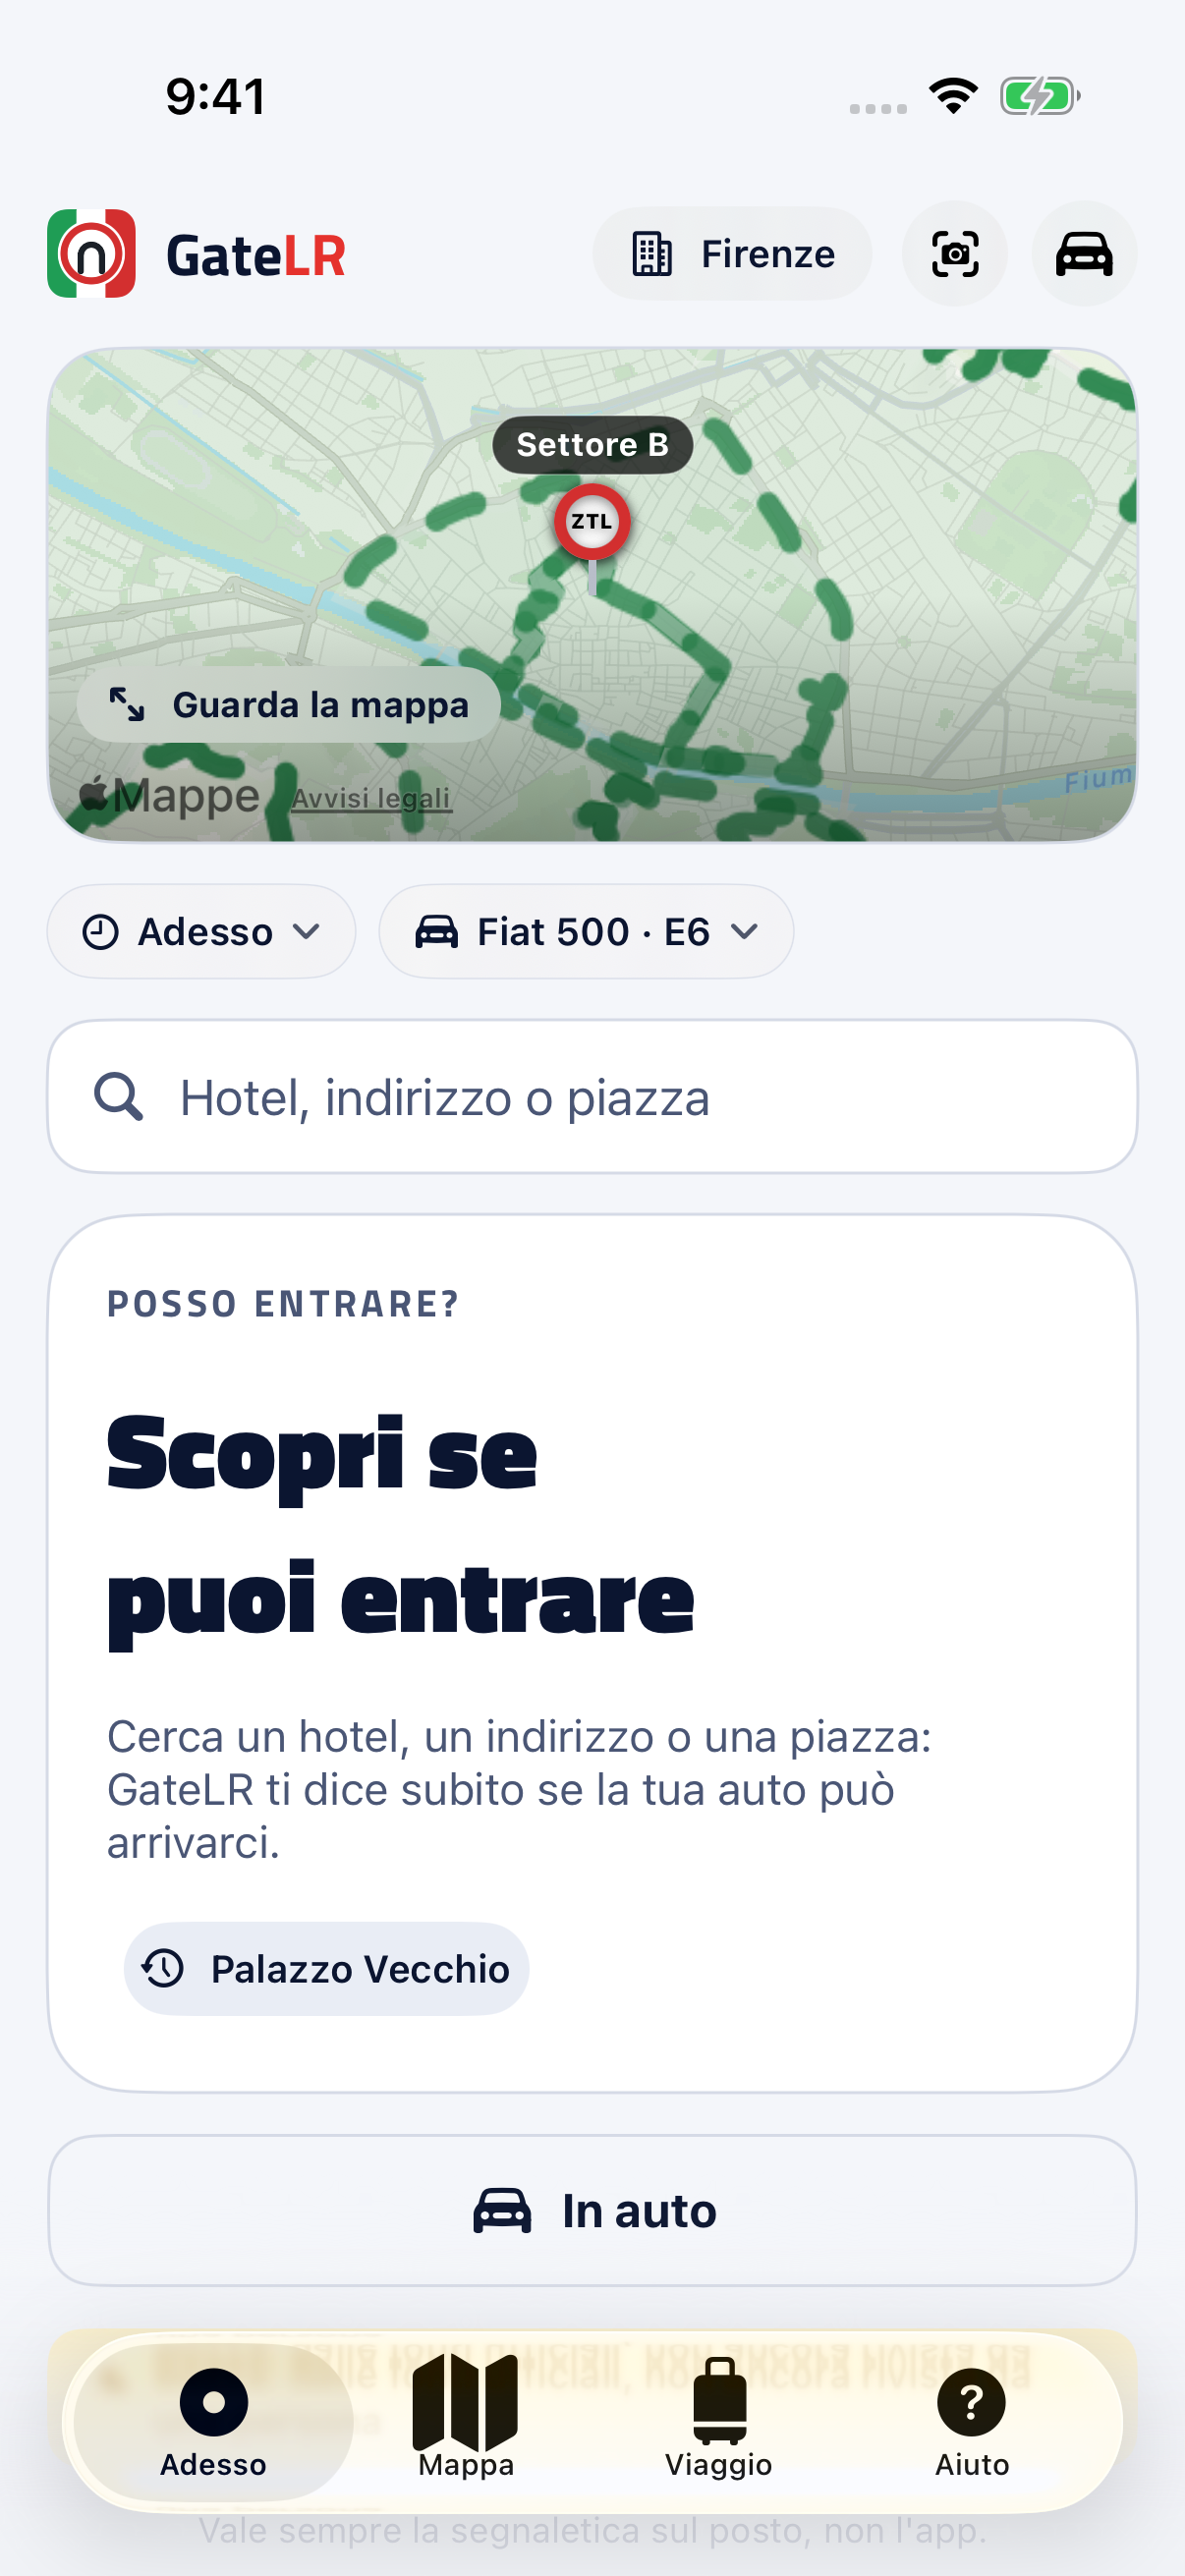 9:41
GateLR
Firenze
Settore B
ZTL
Guarda la mappa
Mappe
Avvisi legali
Fium
Adesso
Fiat 500 · E6
Hotel, indirizzo o piazza
POSSO ENTRARE?
Scopri se
puoi entrare
Cerca un hotel, un indirizzo o una piazza:
GateLR ti dice subito se la tua auto può
arrivarci.
Palazzo Vecchio
In auto
Adesso
Mappa
Viaggio
Aiuto
Vale sempre la segnaletica sul posto, non l'app.